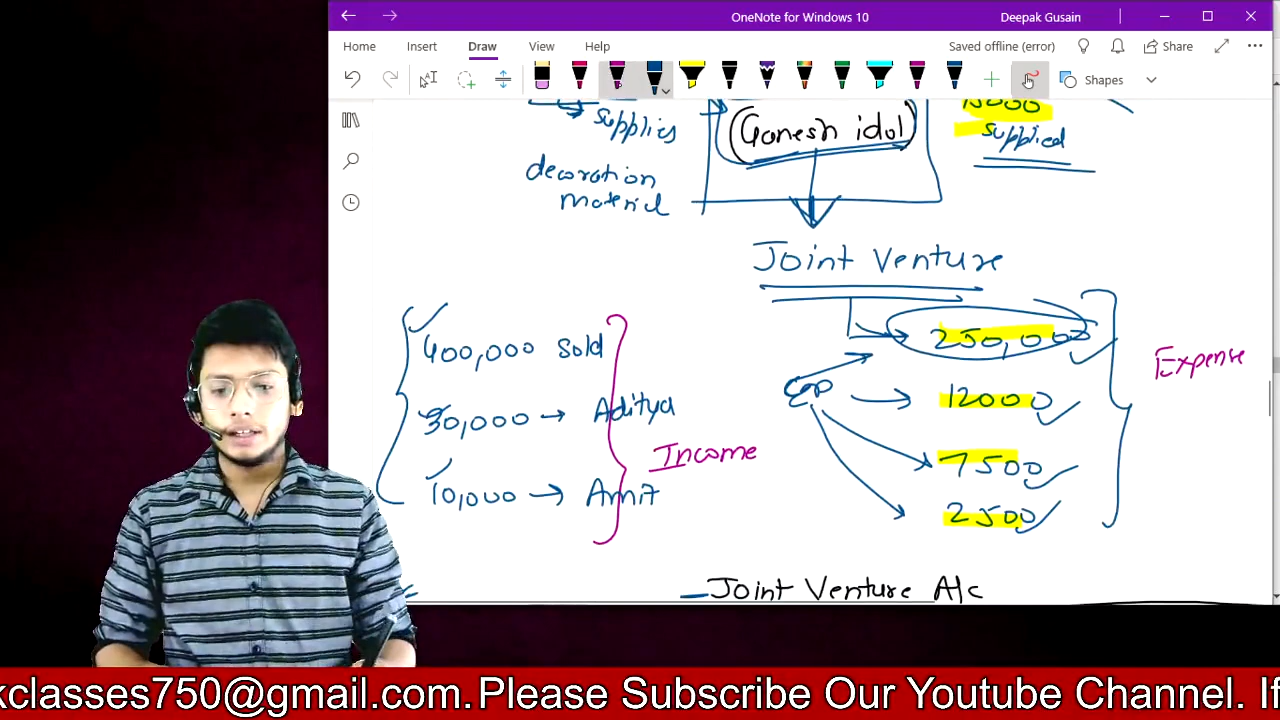 OneNote for Windows 10
Deepak Gusain
Home Insert Draw View Help
Saved offline (error)
Share
Shapes
15000
supplies
(Ganesh idol)
supplied
decoration
material
Joint Venture
400,000 sold
250,000
Expense
30,000 → Aditya
12000
Income
7500
10,000 → Amit
2500
Joint Venture A/c
kclasses750@gmail.com. Please Subscribe Our Youtube Channel. If